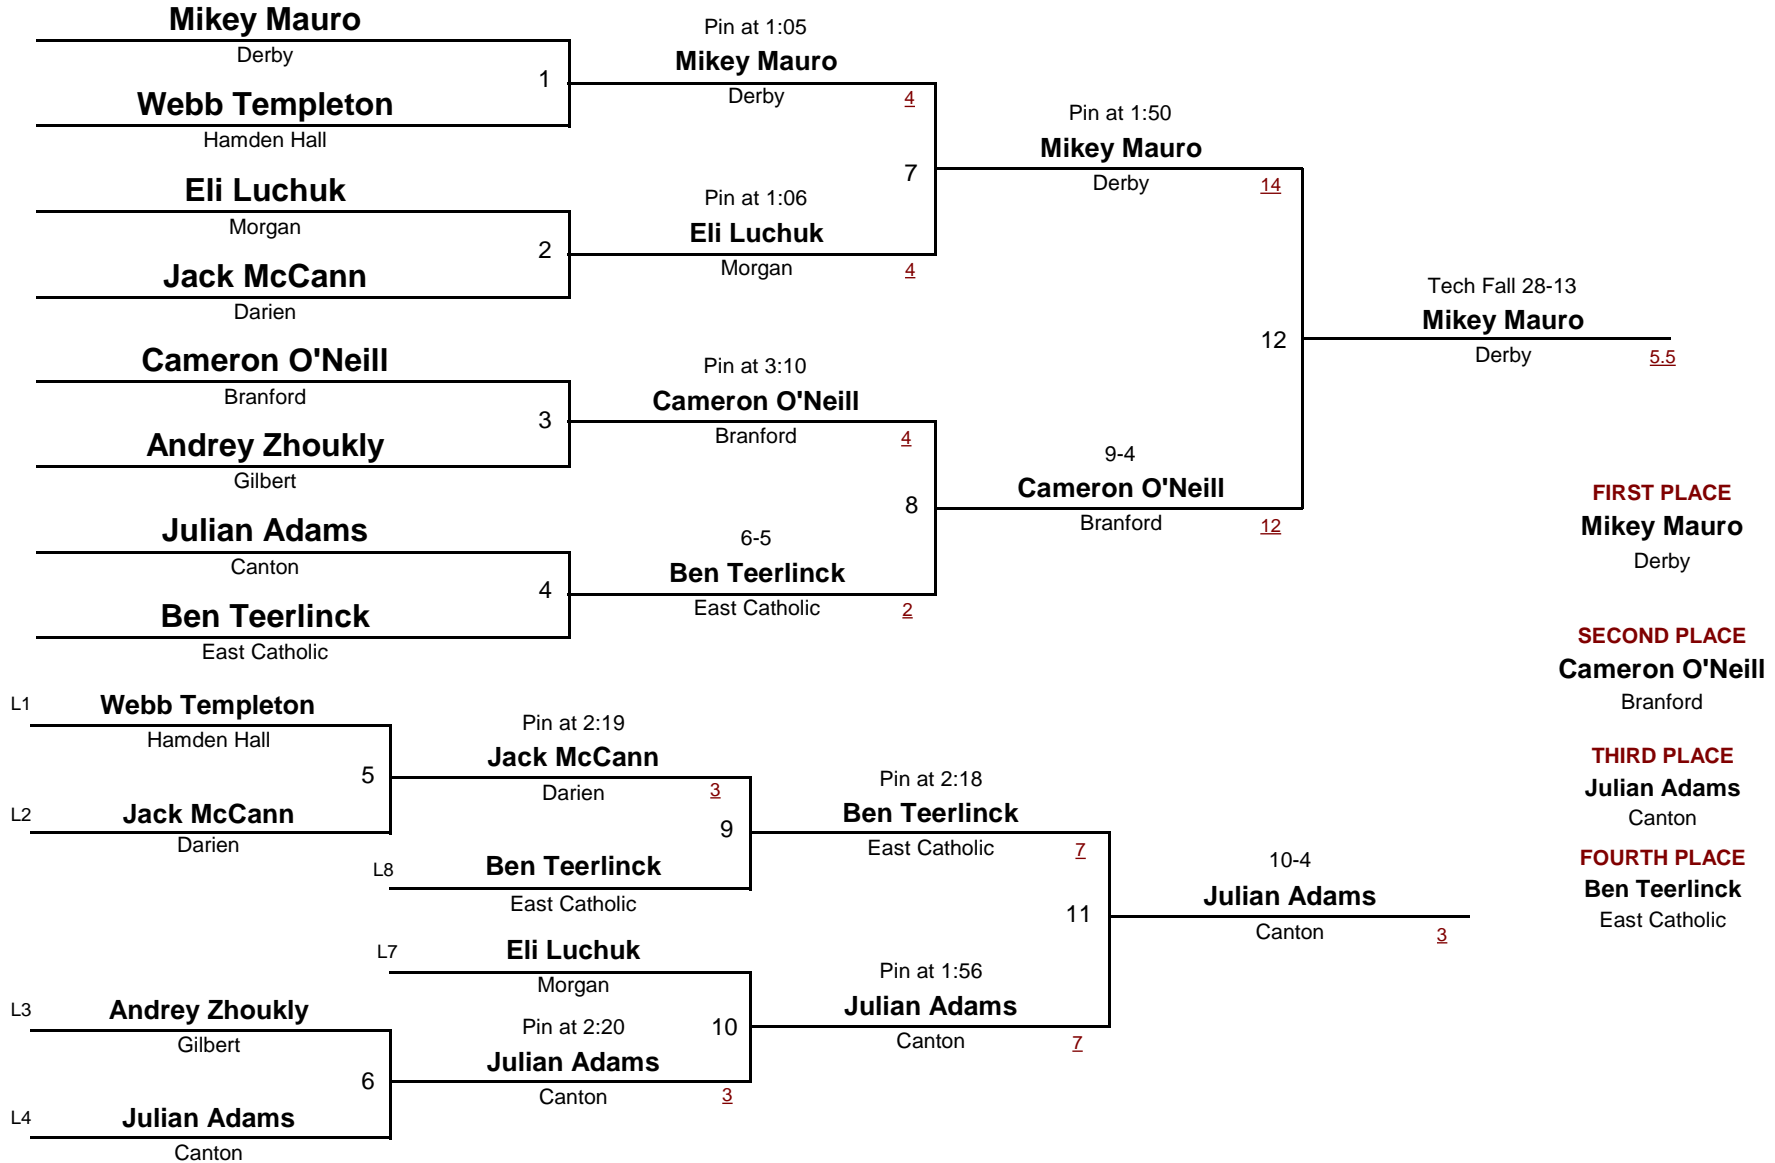 Mikey Mauro
Derby
1
Webb Templeton
Hamden Hall
Eli Luchuk
Morgan
2
Jack McCann
Darien
Cameron O'Neill
Branford
3
Andrey Zhoukly
Gilbert
Julian Adams
Canton
4
Ben Teerlinck
East Catholic
Pin at 1:05
Mikey Mauro
Derby 4
7
Pin at 1:06
Eli Luchuk
Morgan 4
Pin at 3:10
Cameron O'Neill
Branford 4
8
6-5
Ben Teerlinck
East Catholic 2
Pin at 1:50
Mikey Mauro
Derby 14
12
9-4
Cameron O'Neill
Branford 12
Tech Fall 28-13
Mikey Mauro
Derby 5.5
FIRST PLACE
Mikey Mauro
Derby
SECOND PLACE
Cameron O'Neill
Branford
THIRD PLACE
Julian Adams
Canton
FOURTH PLACE
Ben Teerlinck
East Catholic
L1 Webb Templeton
Hamden Hall
5
L2 Jack McCann
Darien
Pin at 2:19
Jack McCann
Darien 3
9
L8 Ben Teerlinck
East Catholic
L7 Eli Luchuk
Morgan
10
L3 Andrey Zhoukly
Gilbert
6
L4 Julian Adams
Canton
Pin at 2:20
Julian Adams
Canton 3
Pin at 2:18
Ben Teerlinck
East Catholic 7
11
Pin at 1:56
Julian Adams
Canton 7
10-4
Julian Adams
Canton 3